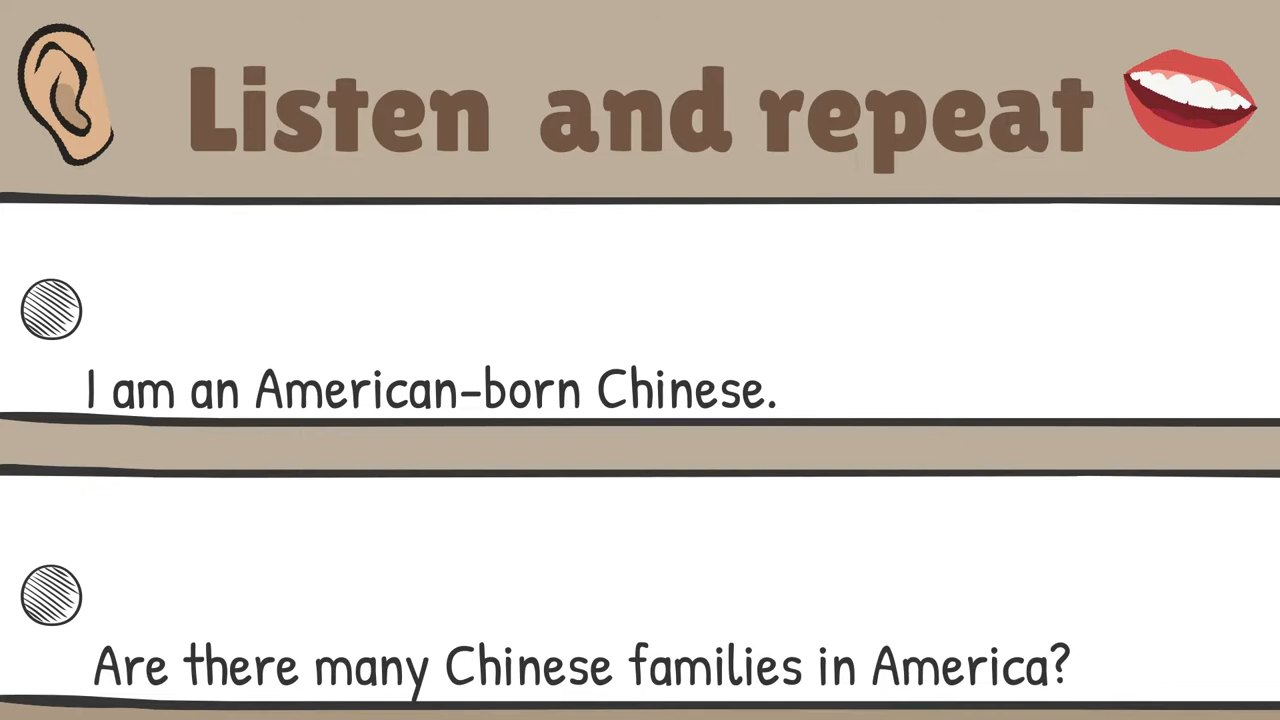 Listen and repeat
I am an American-born Chinese.
Are there many Chinese families in America?